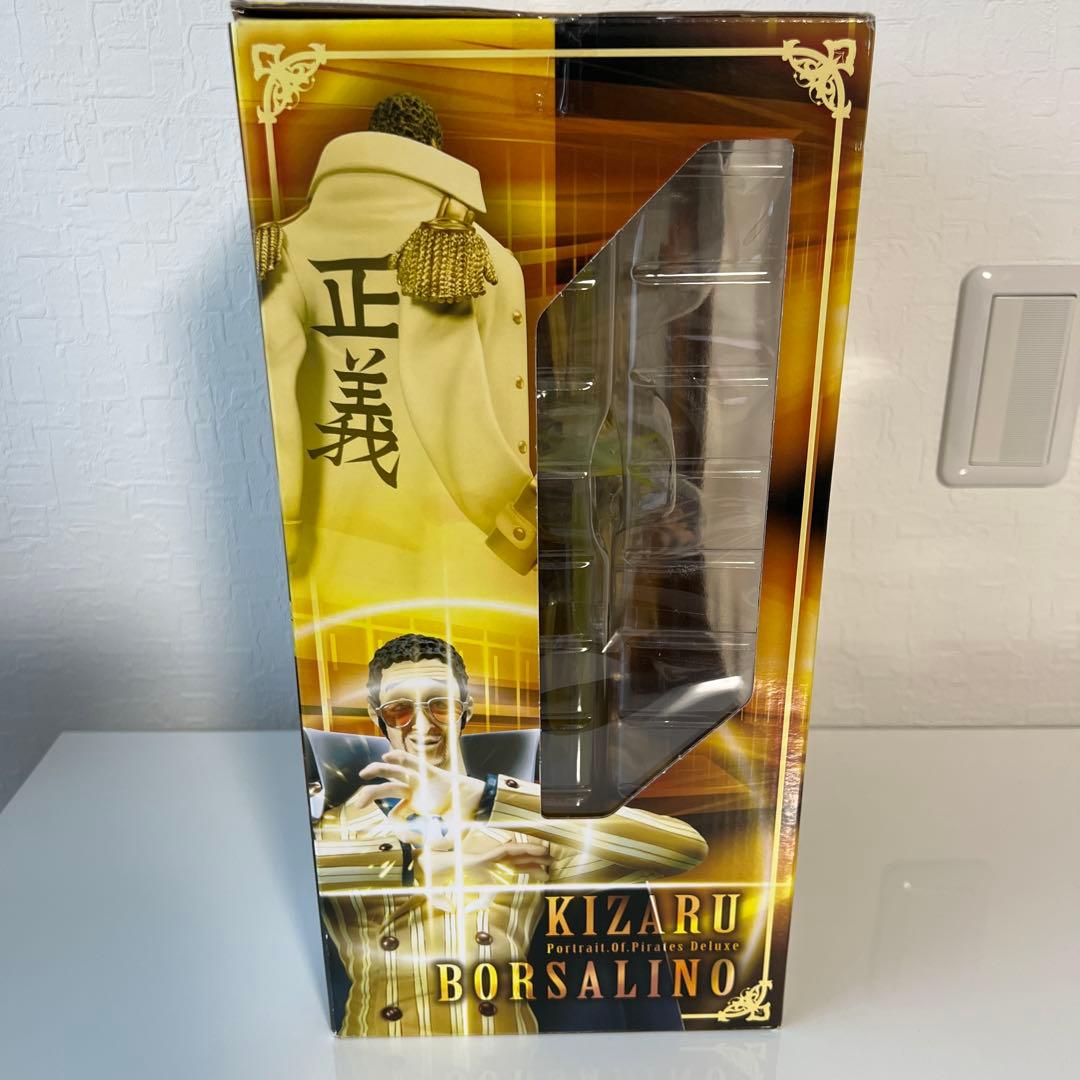 正義
KIZARU
Portrait.Of.Pirates Deluxe
BORSALINO